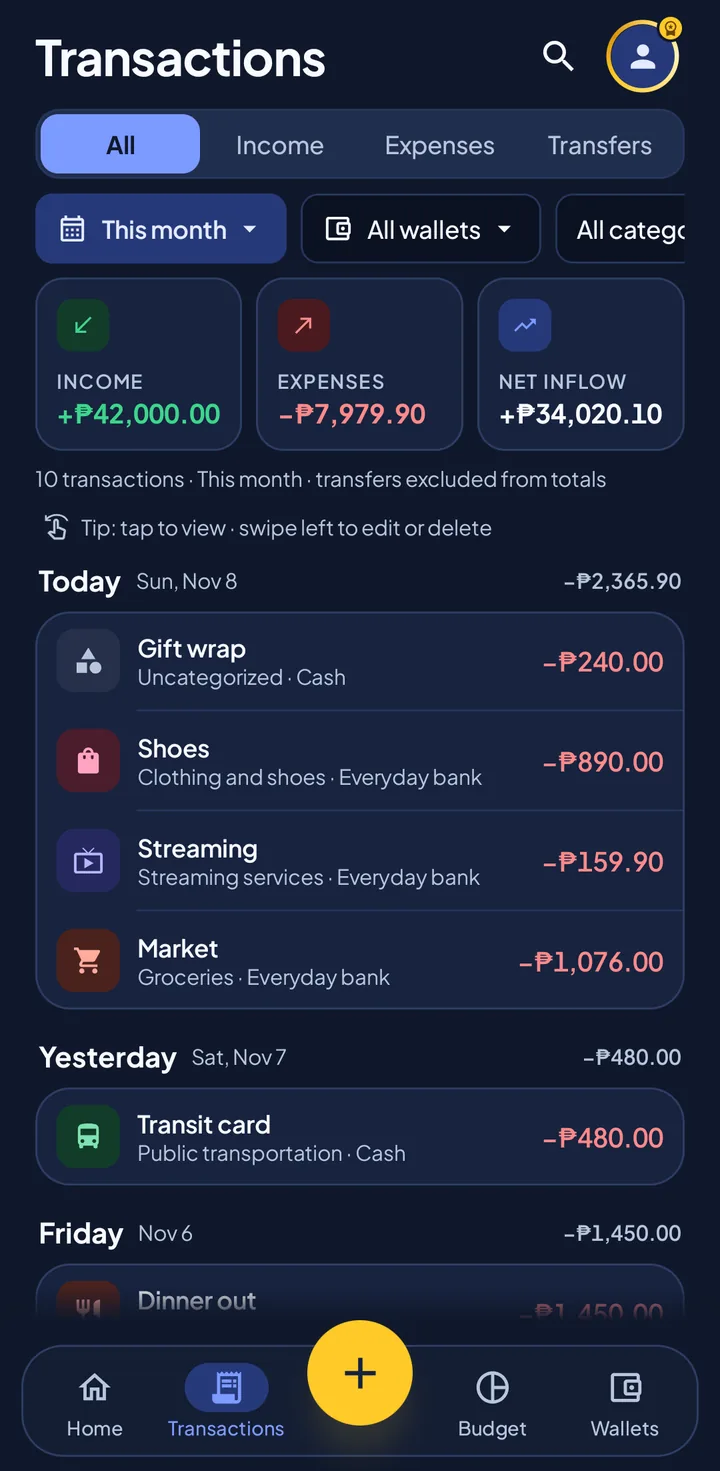 Transactions
All Income Expenses Transfers
This month All wallets All catego
INCOME EXPENSES NET INFLOW
+₱42,000.00 −₱7,979.90 +₱34,020.10
10 transactions · This month · transfers excluded from totals
Tip: tap to view · swipe left to edit or delete
Today Sun, Nov 8 −₱2,365.90
Gift wrap
Uncategorized · Cash −₱240.00
Shoes
Clothing and shoes · Everyday bank −₱890.00
Streaming
Streaming services · Everyday bank −₱159.90
Market
Groceries · Everyday bank −₱1,076.00
Yesterday Sat, Nov 7 −₱480.00
Transit card
Public transportation · Cash −₱480.00
Friday Nov 6 −₱1,450.00
Dinner out −₱1,450.00
Home Transactions Budget Wallets